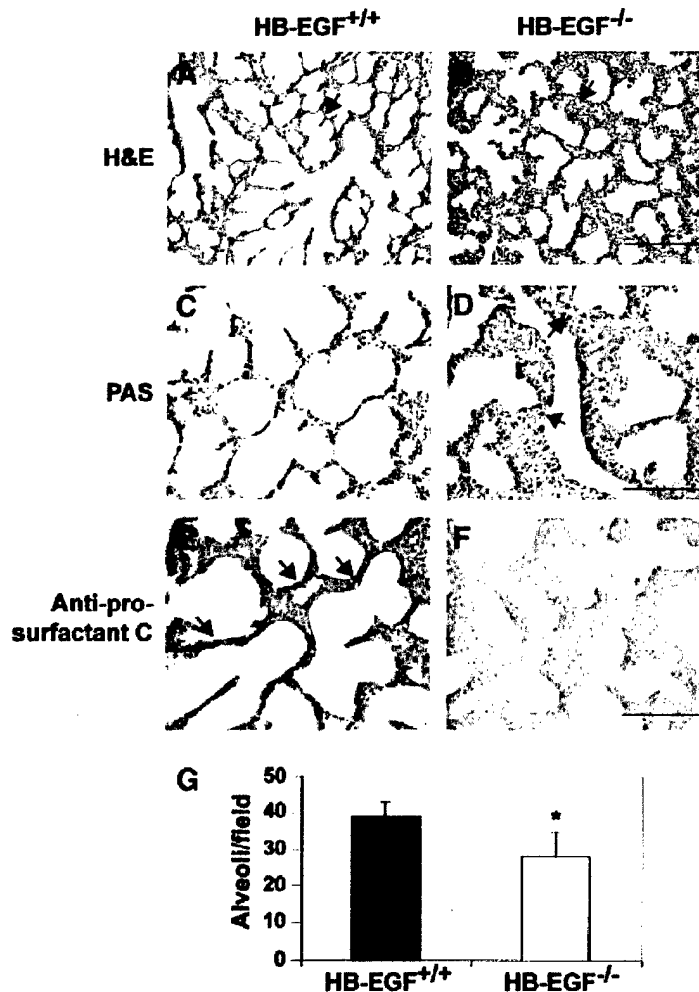 HB-EGF+/+ HB-EGF-/-
A
H&E
C D
PAS
F
Anti-pro-
surfactant C
G
Alveoli/field
50
40
30
20
10
0
*
HB-EGF+/+ HB-EGF-/-